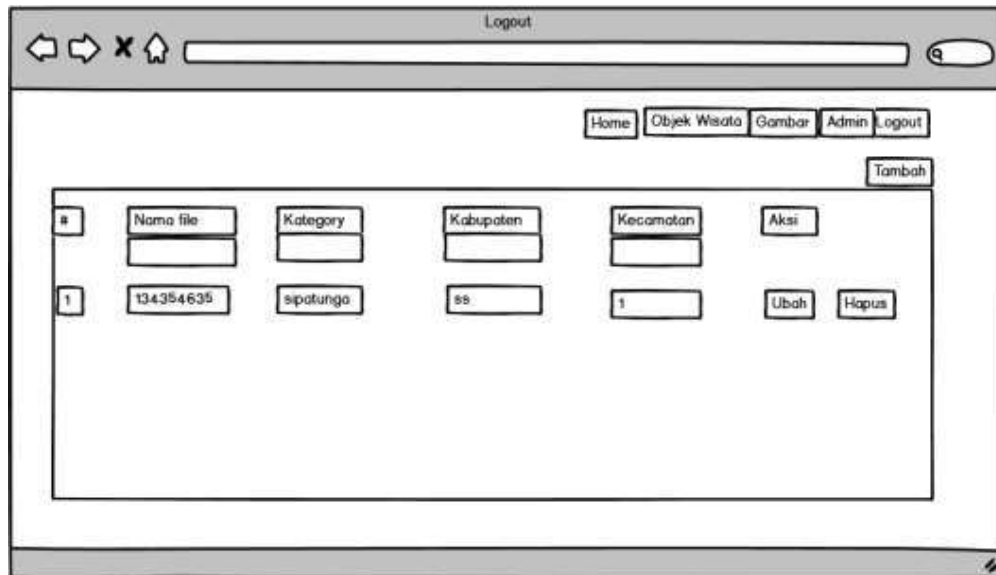 Logout
Home Objek Wisata Gambar Admin Logout
Tambah
# Nama file Kategory Kabupaten Kecamatan Aksi
1 134354635 sipatunga ss 1 Ubah Hapus